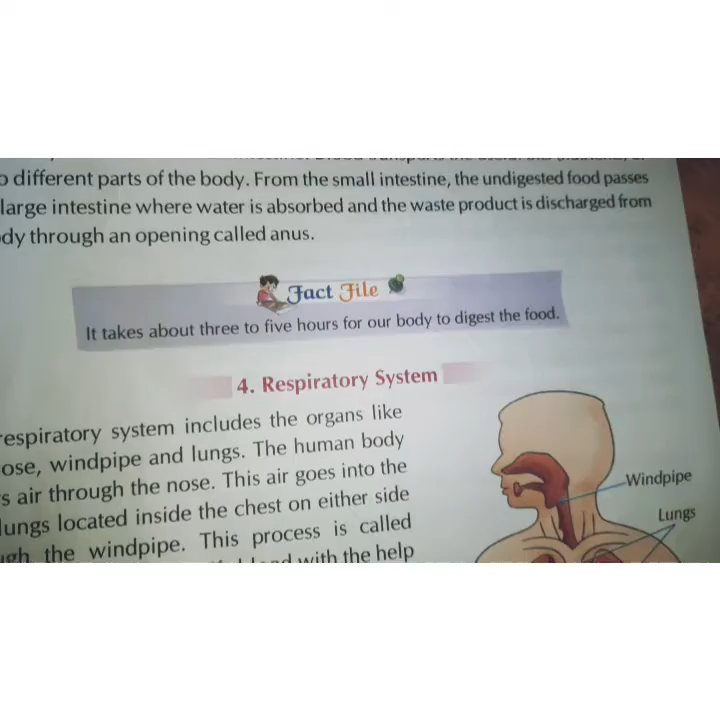 different parts of the body. From the small intestine, the undigested food passes
large intestine where water is absorbed and the waste product is discharged from
dy through an opening called anus.
Fact File
It takes about three to five hours for our body to digest the food.
4. Respiratory System
respiratory system includes the organs like
ose, windpipe and lungs. The human body
s air through the nose. This air goes into the
lungs located inside the chest on either side
ugh the windpipe. This process is called
with the help
Windpipe
Lungs